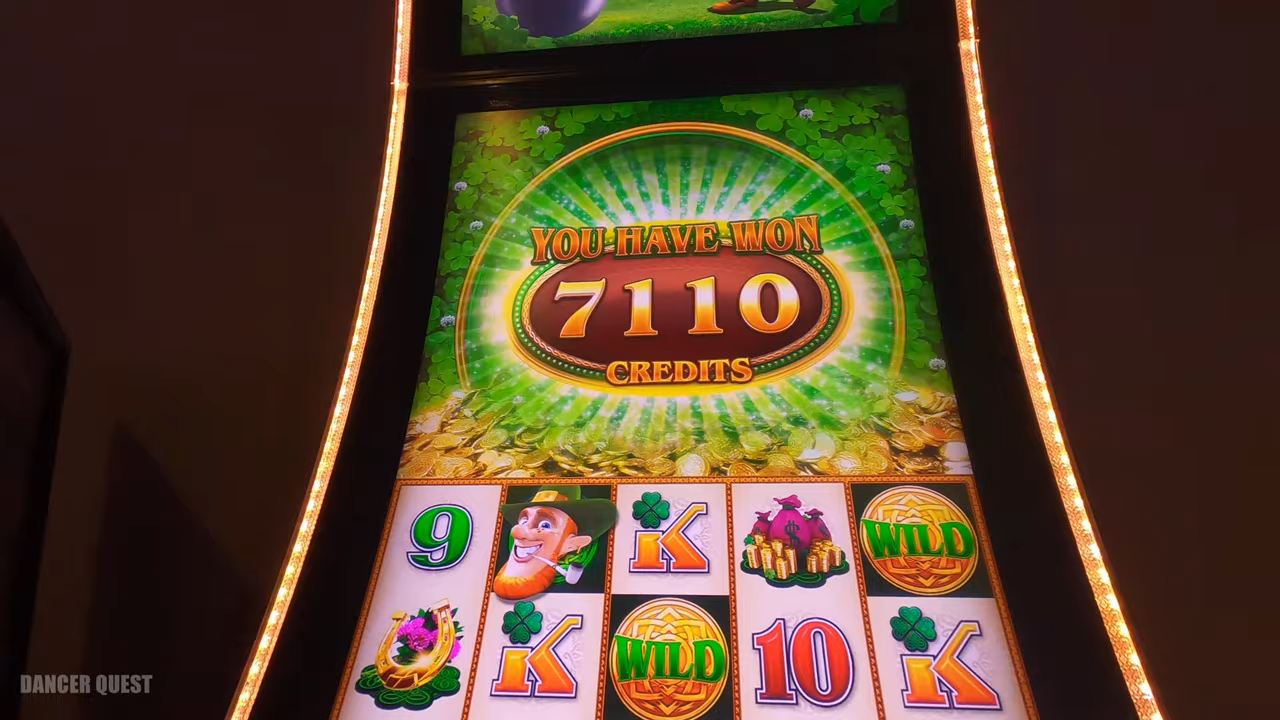 YOU HAVE WON
7110
CREDITS
9 K WILD
K WILD 10 K
DANCER QUEST